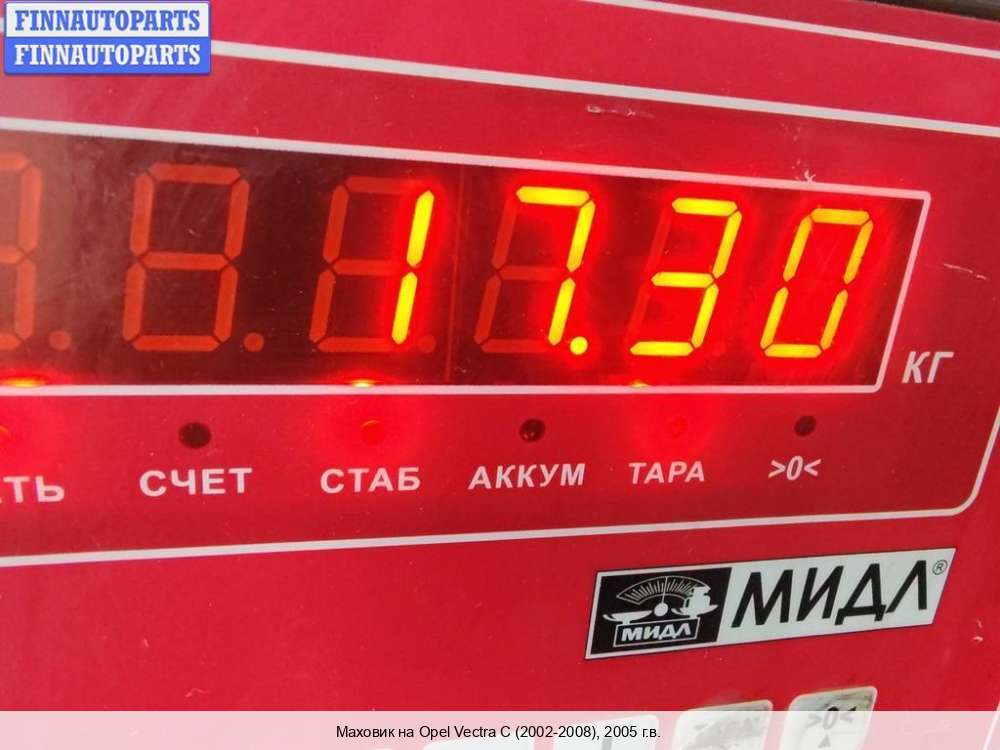 FINNAUTOPARTS
FINNAUTOPARTS
17.30
КГ
СЧЕТ СТАБ АККУМ ТАРА >0<
МИДЛ МИДЛ®
>0<
Маховик на Opel Vectra C (2002-2008), 2005 г.в.